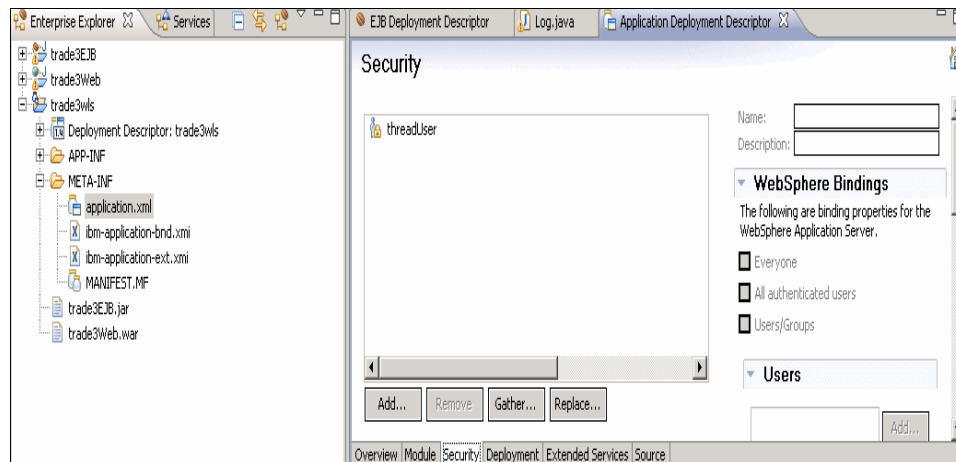 Enterprise Explorer
Services
trade3EJB
trade3Web
trade3wls
Deployment Descriptor: trade3wls
APP-INF
META-INF
application.xml
ibm-application-bnd.xmi
ibm-application-ext.xmi
MANIFEST.MF
trade3EJB.jar
trade3Web.war
EJB Deployment Descriptor
Log.java
Application Deployment Descriptor
Security
threadUser
Add...
Remove
Gather...
Replace...
Name:
Description:
WebSphere Bindings
The following are binding properties for the
WebSphere Application Server.
Everyone
All authenticated users
Users/Groups
Users
Add...
Overview Module Security Deployment Extended Services Source